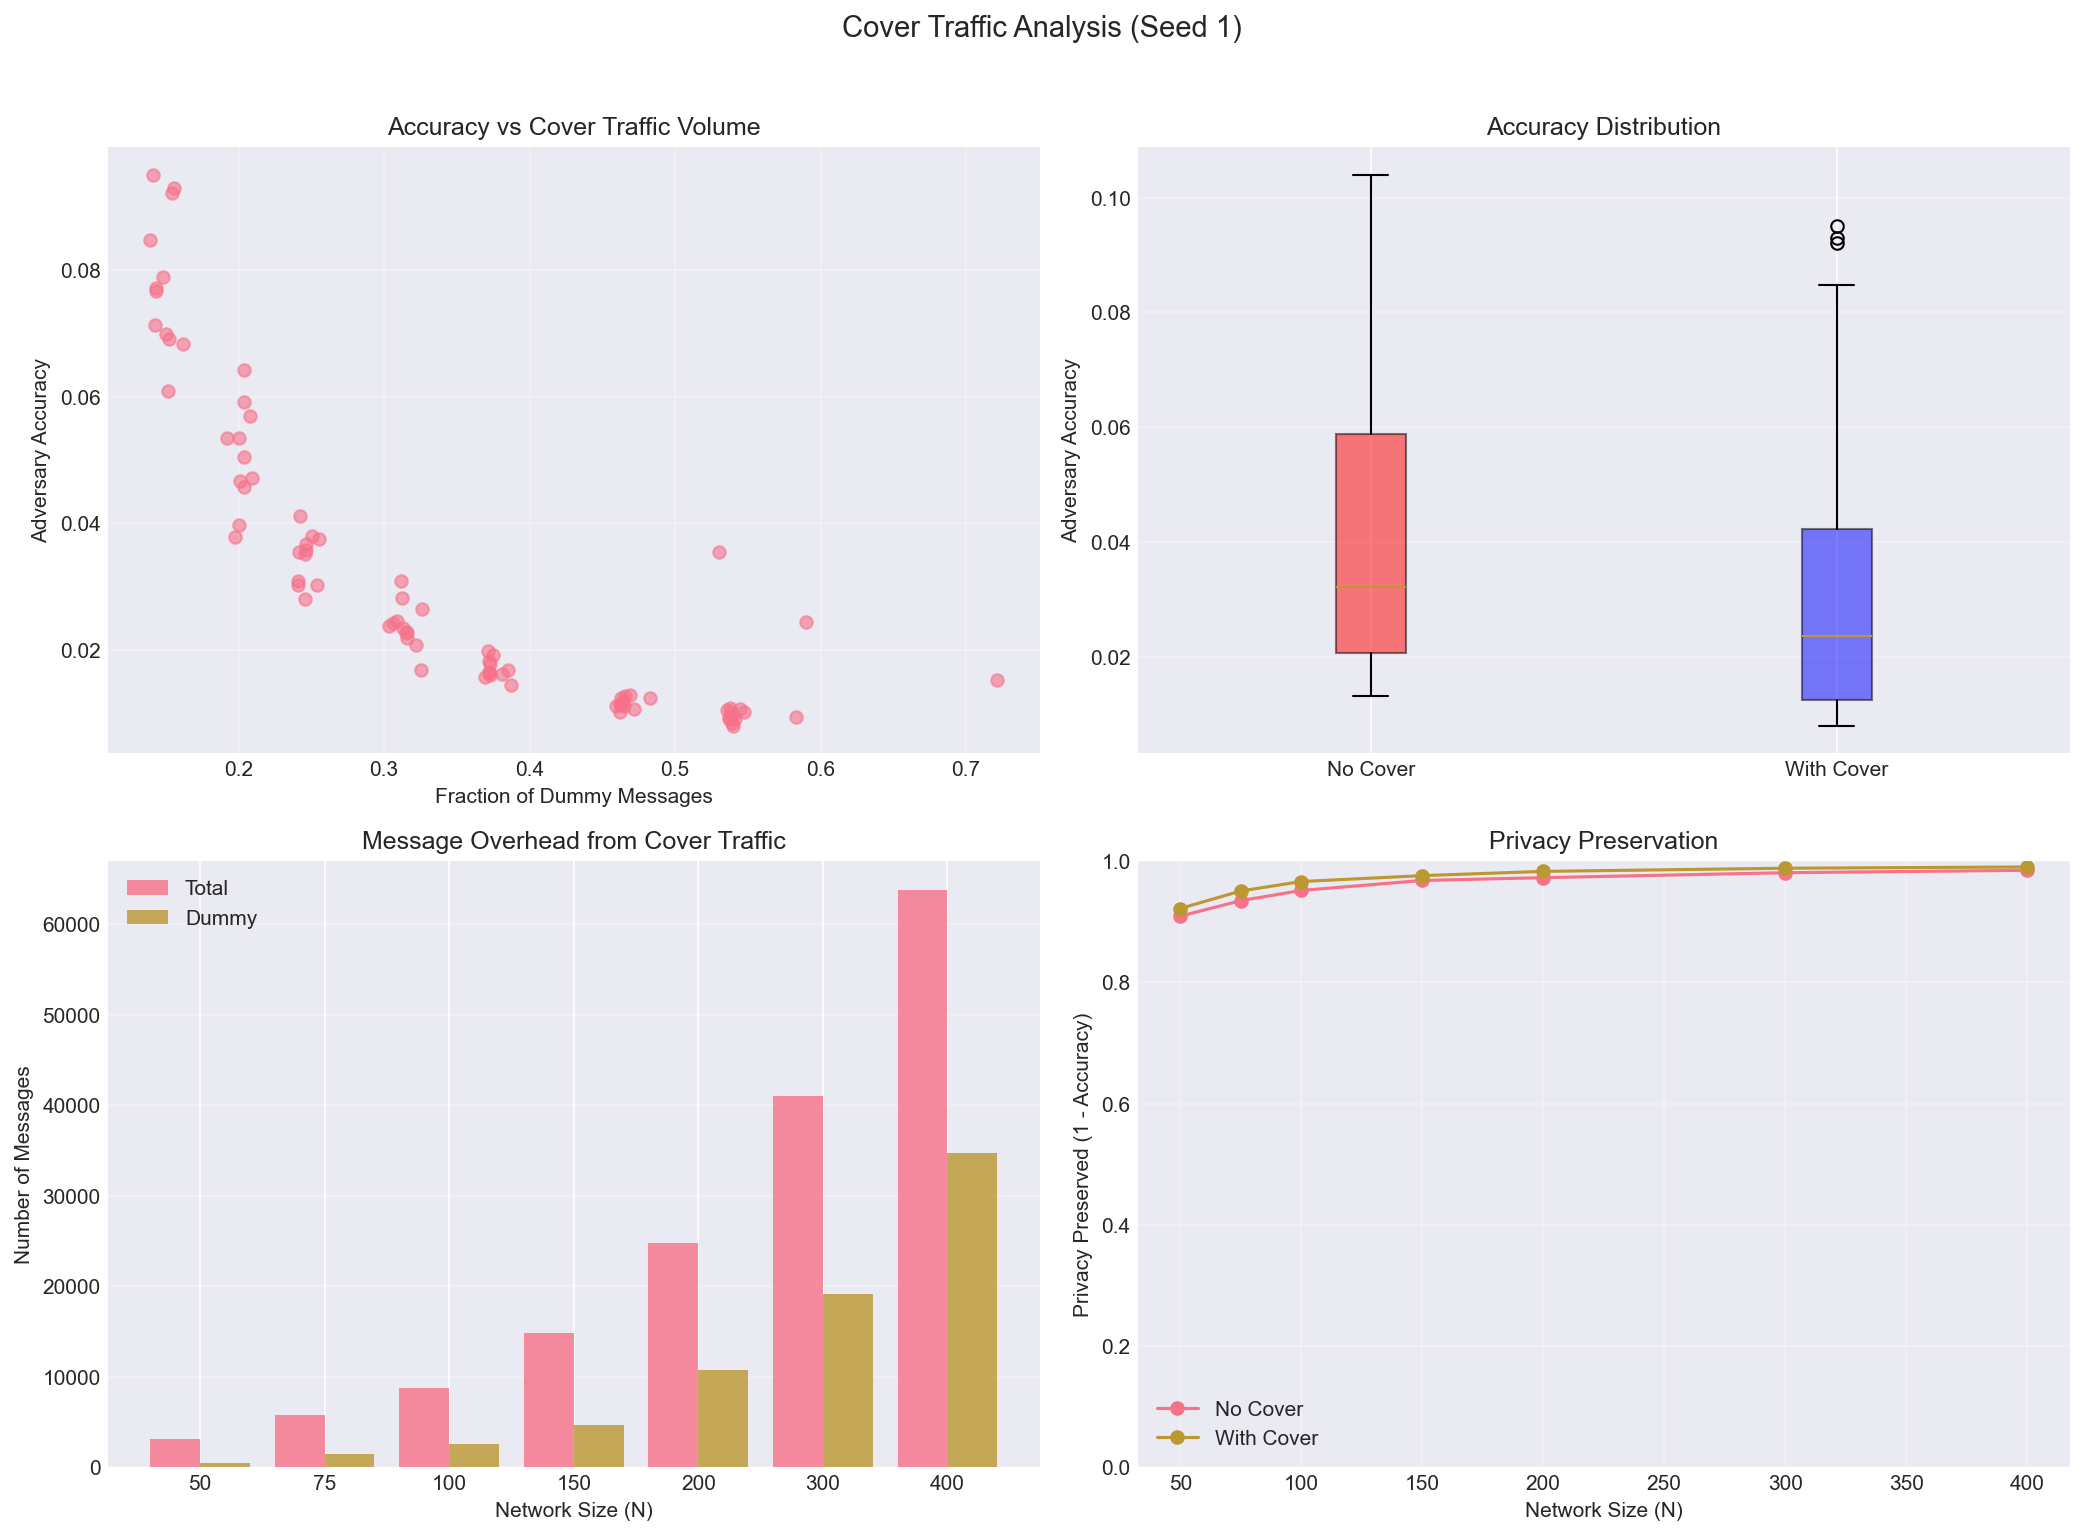 Cover Traffic Analysis (Seed 1)
Accuracy vs Cover Traffic Volume
Adversary Accuracy
0.08
0.06
0.04
0.02
0.2 0.3 0.4 0.5 0.6 0.7
Fraction of Dummy Messages
Accuracy Distribution
Adversary Accuracy
0.10
0.08
0.06
0.04
0.02
No Cover With Cover
Message Overhead from Cover Traffic
Total
Dummy
Number of Messages
60000
50000
40000
30000
20000
10000
0
50 75 100 150 200 300 400
Network Size (N)
Privacy Preservation
Privacy Preserved (1 - Accuracy)
1.0
0.8
0.6
0.4
0.2
0.0
No Cover
With Cover
50 100 150 200 250 300 350 400
Network Size (N)